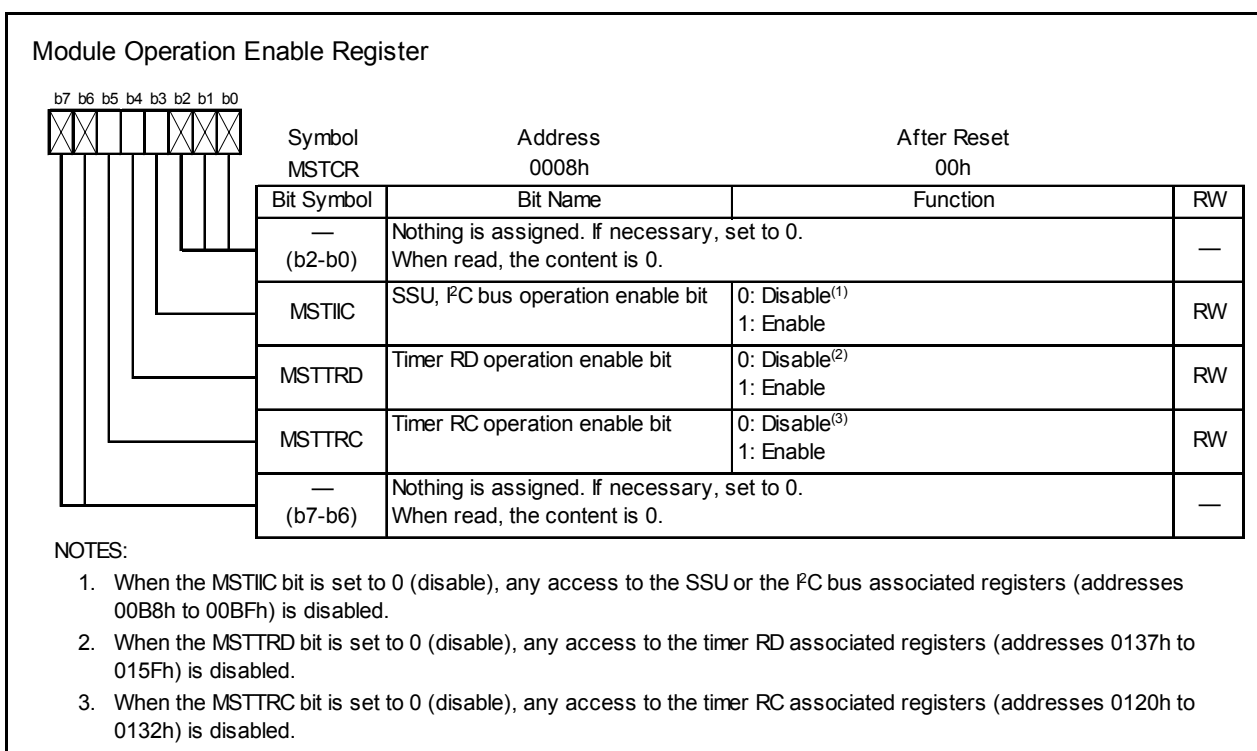 Module Operation Enable Register
b7 b6 b5 b4 b3 b2 b1 b0
Symbol Address After Reset
MSTCR 0008h 00h
Bit Symbol Bit Name Function RW
—
(b2-b0)
Nothing is assigned. If necessary, set to 0.
When read, the content is 0.
—
MSTIIC
SSU, I²C bus operation enable bit
0: Disable(1)
1: Enable
RW
MSTTRD
Timer RD operation enable bit
0: Disable(2)
1: Enable
RW
MSTTRC
Timer RC operation enable bit
0: Disable(3)
1: Enable
RW
—
(b7-b6)
Nothing is assigned. If necessary, set to 0.
When read, the content is 0.
—
NOTES:
1. When the MSTIIC bit is set to 0 (disable), any access to the SSU or the I²C bus associated registers (addresses
00B8h to 00BFh) is disabled.
2. When the MSTTRD bit is set to 0 (disable), any access to the timer RD associated registers (addresses 0137h to
015Fh) is disabled.
3. When the MSTTRC bit is set to 0 (disable), any access to the timer RC associated registers (addresses 0120h to
0132h) is disabled.